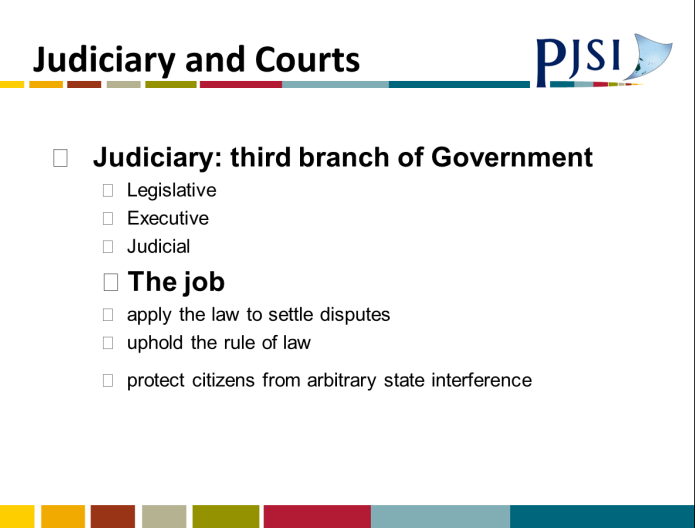 Judiciary and Courts
PJSI
Judiciary: third branch of Government
Legislative
Executive
Judicial
The job
apply the law to settle disputes
uphold the rule of law
protect citizens from arbitrary state interference